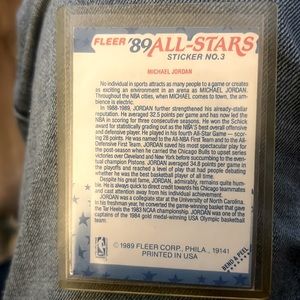 FLEER '89 ALL-STARS
STICKER NO. 3
MICHAEL JORDAN
No individual in sports attracts as many people to a game or creates
as exciting an environment in an arena as MICHAEL JORDAN.
Throughout the NBA cities, when MICHAEL comes to town, the am-
bience is electric.
In 1988-1989, JORDAN further strengthened his already-stellar
reputation. He averaged 32.5 points per game and has now led the
NBA in scoring for three consecutive seasons. He won the Schick
award for statistically grading out as the NBA'S best overall offensive
and defensive player. He played in his fourth All-Star Game — scor-
ing 28 points. He was named to the All-NBA First Team and to the All-
Defensive First Team. JORDAN saved his most spectacular play for
the post-season when he carried the Chicago Bulls to upset series
victories over Cleveland and New York before succumbing to the even-
tual champion Pistons. JORDAN averaged 34.8 points per game in
the playoffs and reached a level of play that had people debating
whether he was the best basketball player of all time.
Despite his great fame, JORDAN, admirably, remains quite hum-
ble. He is always quick to direct credit towards his Chicago teammates
and cast attention away from himself.
JORDAN was a collegiate star at the University of North Carolina.
In his freshman year, he converted the game-winning basket that gave
the Tar Heels the 1983 NCAA championship. JORDAN was one of the
captains of the 1984 gold medal-winning USA Olympic basketball
team.
NBA
© 1989 FLEER CORP., PHILA., 19141
PRINTED IN USA
BEND & PEEL